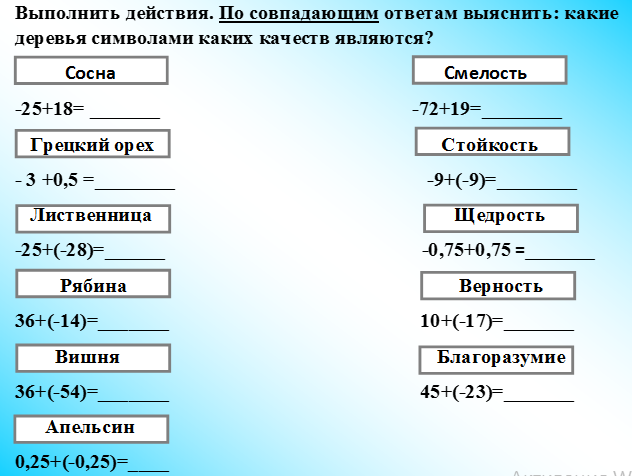 Выполнить действия. По совпадающим ответам выяснить: какие
деревья символами каких качеств являются?
Сосна
Смелость
-25+18= _______
-72+19=________
Грецкий орех
Стойкость
- 3 +0,5 =________
-9+(-9)=________
Лиственница
Щедрость
-25+(-28)=______
-0,75+0,75 =_______
Рябина
Верность
36+(-14)=_______
10+(-17)=_______
Вишня
Благоразумие
36+(-54)=_______
45+(-23)=_______
Апельсин
0,25+(-0,25)=____